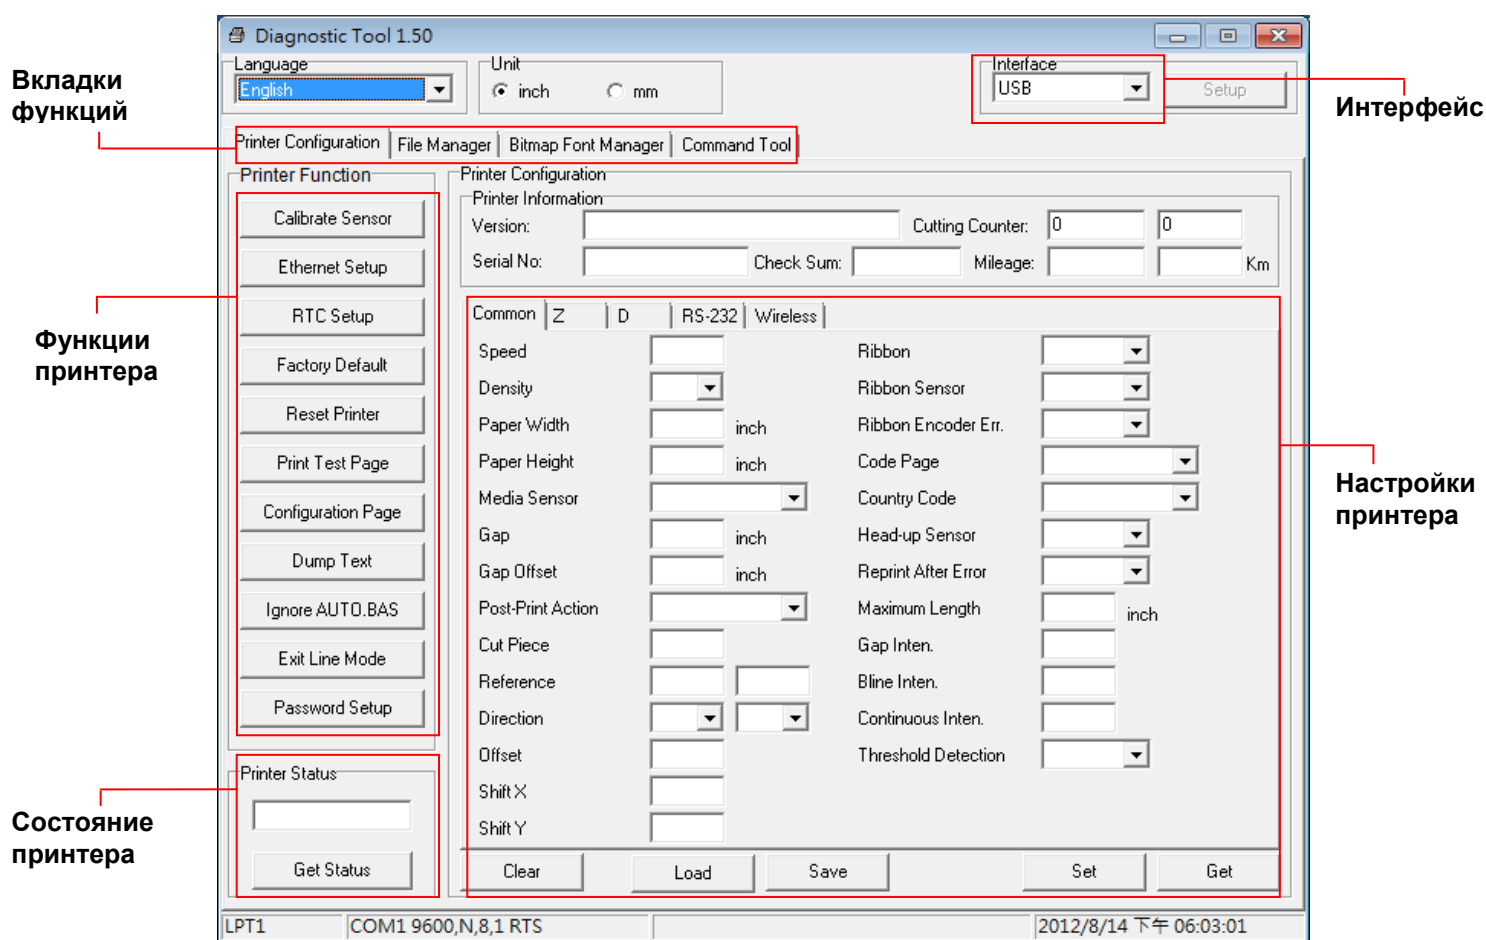 Diagnostic Tool 1.50
Language
Unit
Interface
English
inch
mm
USB
Setup
Вкладки
функций
Интерфейс
Printer Configuration
File Manager
Bitmap Font Manager
Command Tool
Printer Function
Calibrate Sensor
Ethernet Setup
RTC Setup
Factory Default
Reset Printer
Print Test Page
Configuration Page
Dump Text
Ignore AUTO.BAS
Exit Line Mode
Password Setup
Функции
принтера
Printer Configuration
Printer Information
Version:
Cutting Counter:
0
0
Serial No:
Check Sum:
Mileage:
Km
Common
Z
D
RS-232
Wireless
Speed
Ribbon
Density
Ribbon Sensor
Paper Width
inch
Ribbon Encoder Err.
Paper Height
inch
Code Page
Media Sensor
Country Code
Gap
inch
Head-up Sensor
Gap Offset
inch
Reprint After Error
Post-Print Action
Maximum Length
inch
Cut Piece
Gap Inten.
Reference
Bline Inten.
Direction
Continuous Inten.
Offset
Threshold Detection
Shift X
Shift Y
Настройки
принтера
Printer Status
Get Status
Состояние
принтера
Clear
Load
Save
Set
Get
LPT1
COM1 9600,N,8,1 RTS
2012/8/14 下午 06:03:01